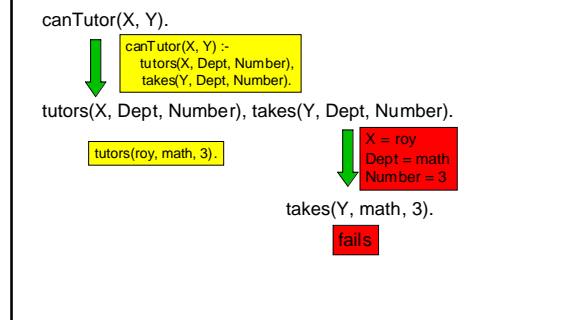 canTutor(X, Y).
canTutor(X, Y) :-
tutors(X, Dept, Number),
takes(Y, Dept, Number).
tutors(X, Dept, Number), takes(Y, Dept, Number).
tutors(roy, math, 3).
X = roy
Dept = math
Number = 3
takes(Y, math, 3).
fails